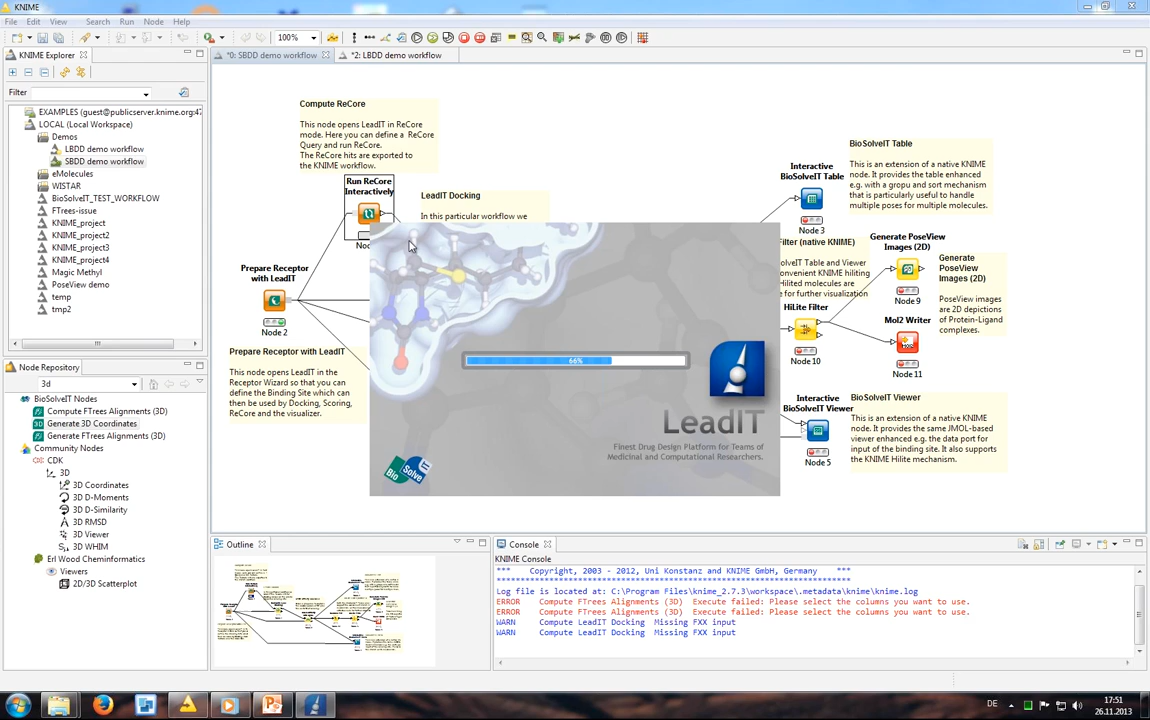 KNIME
File Edit View Search Run Node Help
100%
KNIME Explorer
*0: SBDD demo workflow
*2: LBDD demo workflow
Filter
EXAMPLES (guest@publicserver.knime.org:47
LOCAL (Local Workspace)
Demos
LBDD demo workflow
SBDD demo workflow
eMolecules
WISTAR
BioSolveIT_TEST_WORKFLOW
FTrees-issue
KNIME_project
KNIME_project2
KNIME_project3
KNIME_project4
Magic Methyl
PoseView demo
temp
tmp2
Node Repository
3d
BioSolveIT Nodes
Compute FTrees Alignments (3D)
Generate 3D Coordinates
Generate FTrees Alignments (3D)
Community Nodes
CDK
3D
3D Coordinates
3D D-Moments
3D D-Similarity
3D RMSD
3D Viewer
3D WHIM
Erl Wood Cheminformatics
Viewers
2D/3D Scatterplot
Compute ReCore
This node opens LeadIT in ReCore
mode. Here you can define a ReCore
Query and run ReCore.
The ReCore hits are exported to
the KNIME workflow.
Run ReCore
Interactively
LeadIT Docking
In this particular workflow we
Prepare Receptor
with LeadIT
Node 2
Prepare Receptor with LeadIT
This node opens LeadIT in the
Receptor Wizard so that you can
define the Binding Site which can
then be used by Docking, Scoring,
ReCore and the visualizer.
66%
LeadIT
Finest Drug Design Platform for Teams of
Medicinal and Computational Researchers.
Bio Solve IT
Interactive
BioSolveIT Table
Node 3
BioSolveIT Table
This is an extension of a native KNIME
node. It provides the table enhanced
e.g. with a gropu and sort mechanism
that is particularly useful to handle
multiple poses for multiple molecules.
Filter (native KNIME)
olveIT Table and Viewer
onvenient KNIME hiliting
Hilited molecules are
e for further visualization
HiLite Filter
Node 10
Generate PoseView
Images (2D)
Node 9
Generate
PoseView
Images (2D)
PoseView images
are 2D depictions
of Protein-Ligand
complexes.
Mol2 Writer
Node 11
Interactive
BioSolveIT Viewer
Node 5
BioSolveIT Viewer
This is an extension of a native KNIME
node. It provides the same JMOL-based
viewer enhanced e.g. the data port for
input of the binding site. It also supports
the KNIME Hilite mechanism.
Outline
Console
KNIME Console
*** Copyright, 2003 - 2012, Uni Konstanz and KNIME GmbH, Germany ***
Log file is located at: C:\Program Files\knime_2.7.3\workspace\.metadata\knime\knime.log
ERROR Compute FTrees Alignments (3D) Execute failed: Please select the columns you want to use.
ERROR Compute FTrees Alignments (3D) Execute failed: Please select the columns you want to use.
WARN Compute LeadIT Docking Missing FXX input
WARN Compute LeadIT Docking Missing FXX input
DE
17:51
26.11.2013